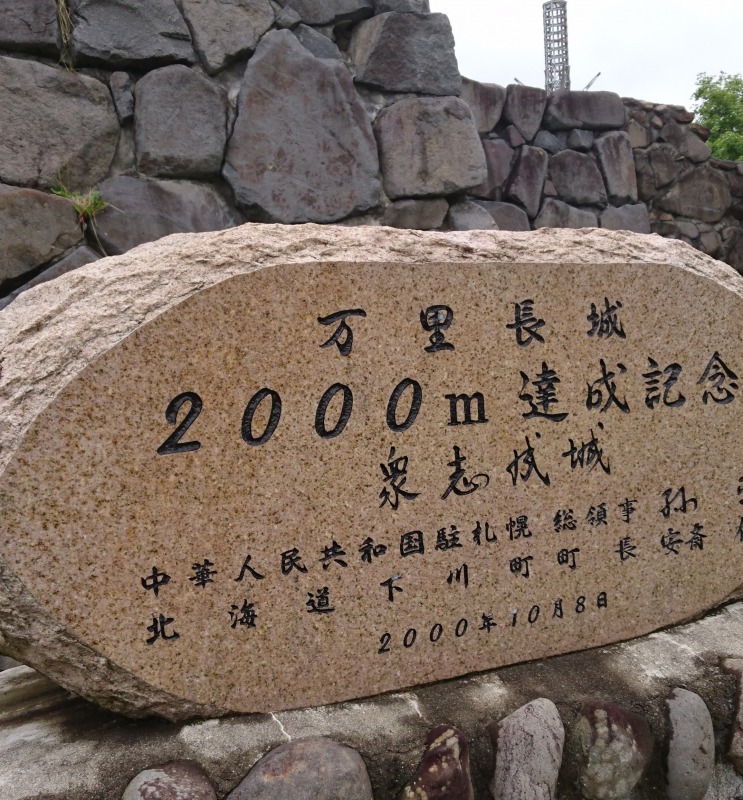 万里長城
2000m達成記念
衆志成城
中華人民共和国駐札幌総領事 孫
北海道下川町町長 安斎
2000年10月8日